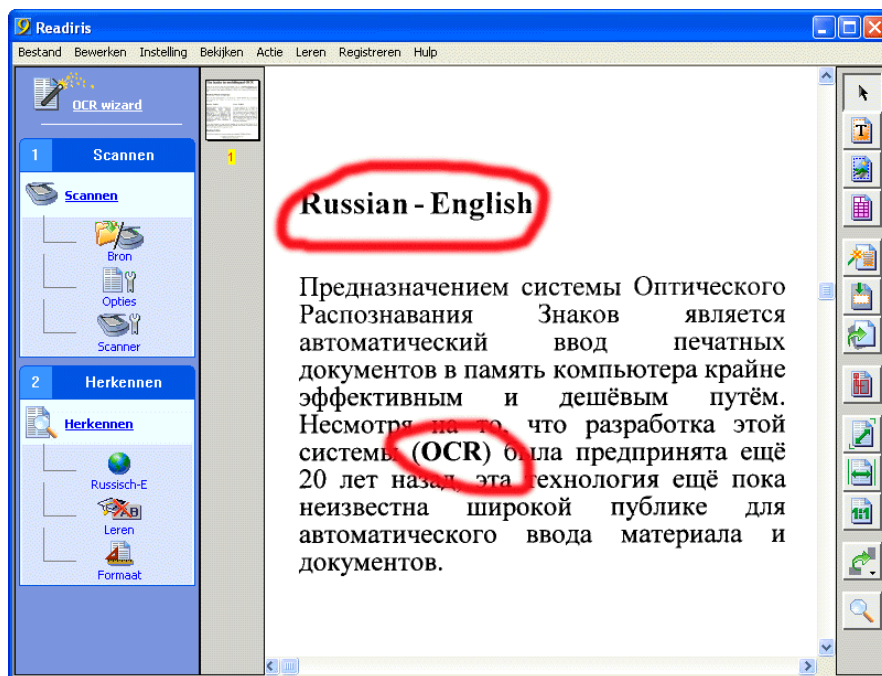 Readiris
Bestand Bewerken Instelling Bekijken Actie Leren Registreren Hulp
OCR wizard
1 Scannen
Scannen
Bron
Opties
Scanner
2 Herkennen
Herkennen
Russisch-E
Leren
Formaat
1
Russian - English
Предназначением системы Оптического
Распознавания Знаков является
автоматический ввод печатных
документов в память компьютера крайне
эффективным и дешёвым путём.
Несмотря на то, что разработка этой
системы (OCR) была предпринята ещё
20 лет назад, эта технология ещё пока
неизвестна широкой публике для
автоматического ввода материала и
документов.
T
1:1